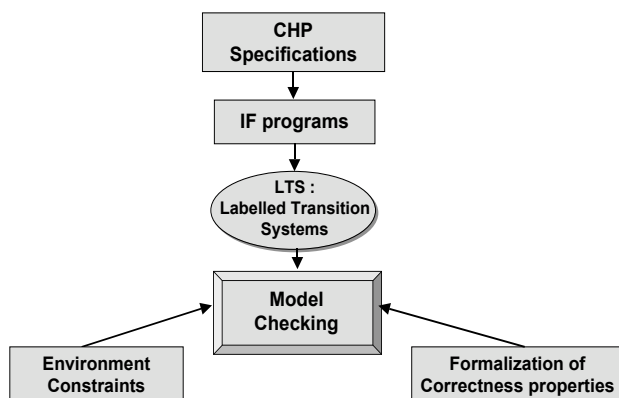 CHP
Specifications
IF programs
LTS :
Labelled Transition
Systems
Model
Checking
Environment
Constraints
Formalization of
Correctness properties